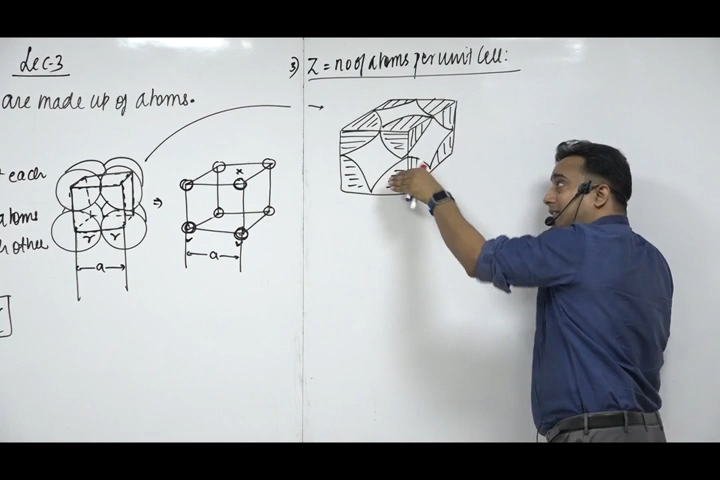 Lec-3
are made up of atoms.
each
atoms
other
r r
a
⇒
x
a
3) Z = no of atoms per unit cell: